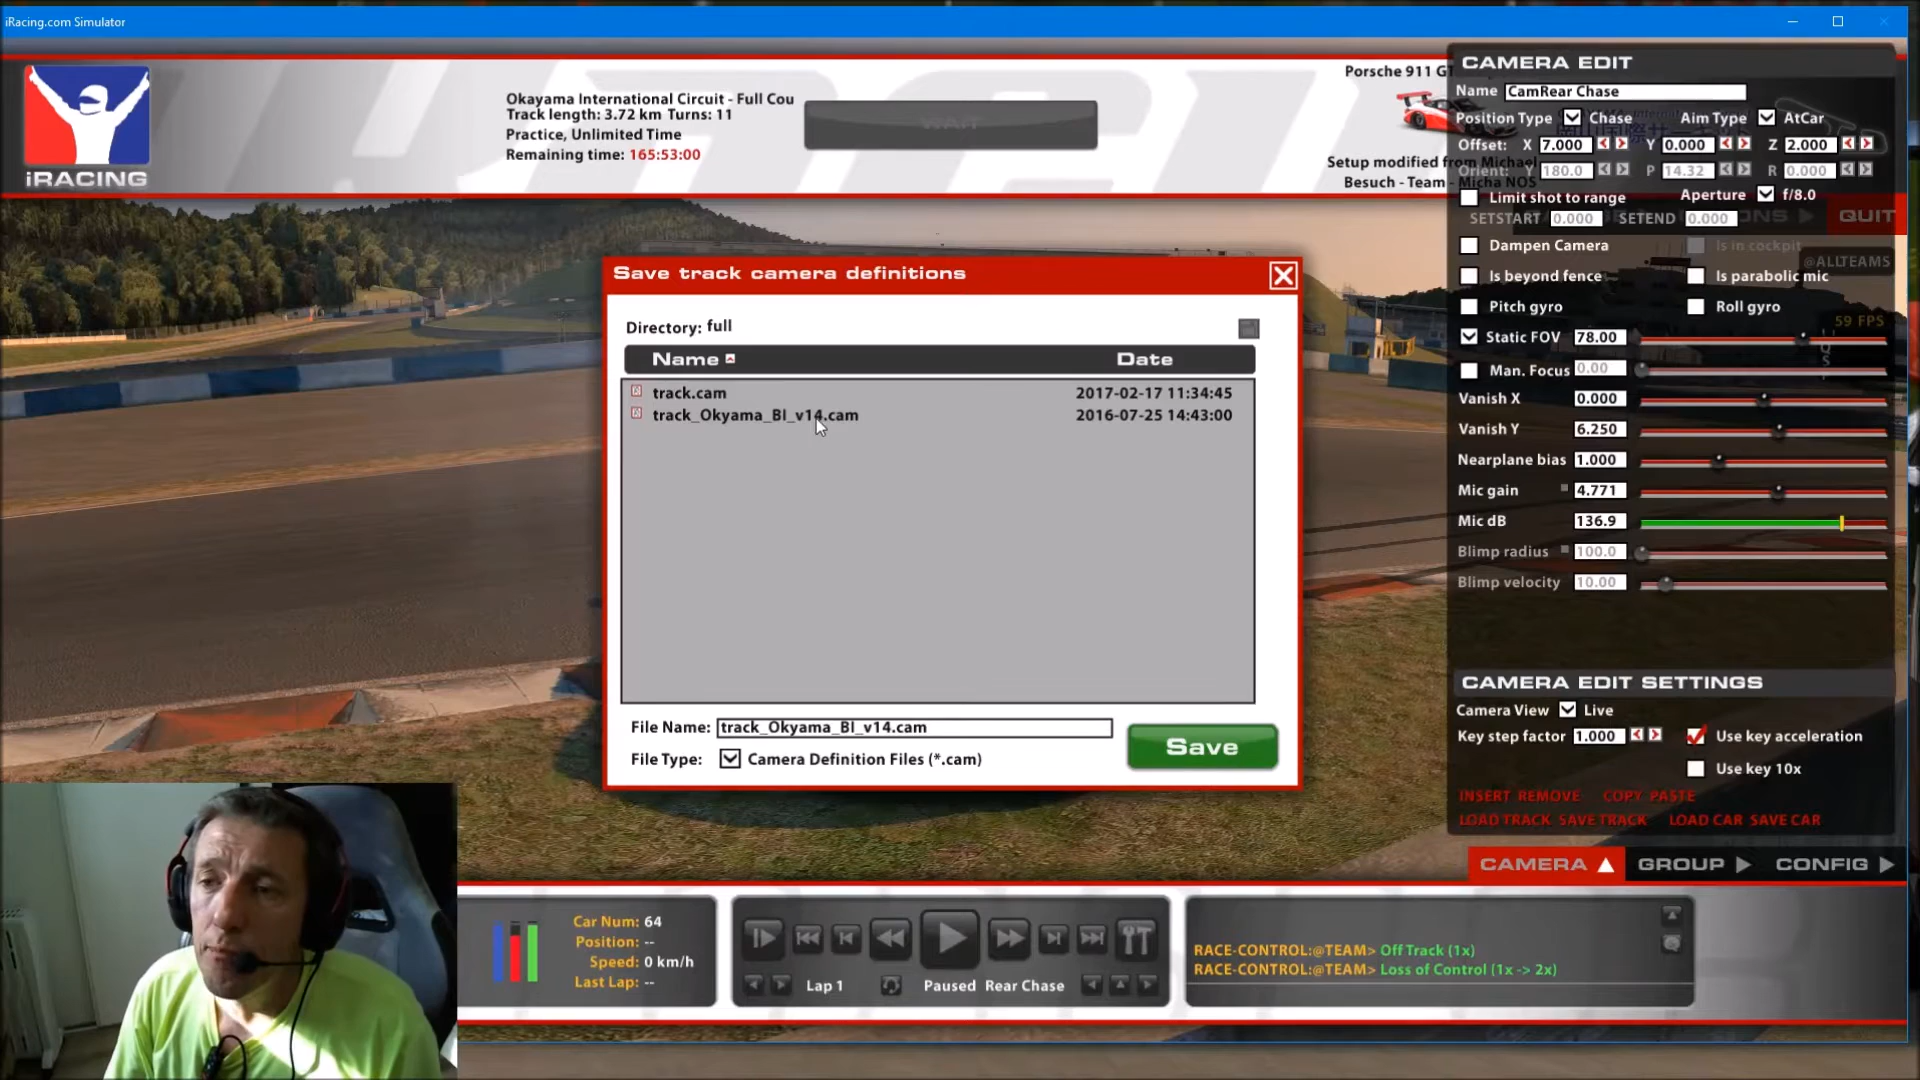 iRacing.com Simulator
iRACING
Okayama International Circuit - Full Cou
Track length: 3.72 km Turns: 11
Practice, Unlimited Time
Remaining time: 165:53:00
WAIT
Porsche 911 GT
Setup modified from Michael
Besuch - Team - Micha NOS
QUIT
@ALLTEAMS
59 FPS
CAMERA EDIT
Name CamRear Chase
Position Type Chase Aim Type AtCar
Offset: X 7.000 Y 0.000 Z 2.000
Orient: Y 180.0 P 14.32 R 0.000
Limit shot to range Aperture f/8.0
SETSTART 0.000 SETEND 0.000
Dampen Camera Is in cockpit
Is beyond fence Is parabolic mic
Pitch gyro Roll gyro
Static FOV 78.00
Man. Focus 0.00
Vanish X 0.000
Vanish Y 6.250
Nearplane bias 1.000
Mic gain 4.771
Mic dB 136.9
Blimp radius 100.0
Blimp velocity 10.00
CAMERA EDIT SETTINGS
Camera View Live
Key step factor 1.000 Use key acceleration
Use key 10x
INSERT REMOVE COPY PASTE
LOAD TRACK SAVE TRACK LOAD CAR SAVE CAR
CAMERA GROUP CONFIG
Save track camera definitions
Directory: full
Name Date
track.cam 2017-02-17 11:34:45
track_Okyama_BI_v14.cam 2016-07-25 14:43:00
File Name: track_Okyama_BI_v14.cam
File Type: Camera Definition Files (*.cam)
Save
Car Num: 64
Position: --
Speed: 0 km/h
Last Lap: --
Lap 1 Paused Rear Chase
RACE-CONTROL:@TEAM> Off Track (1x)
RACE-CONTROL:@TEAM> Loss of Control (1x -> 2x)